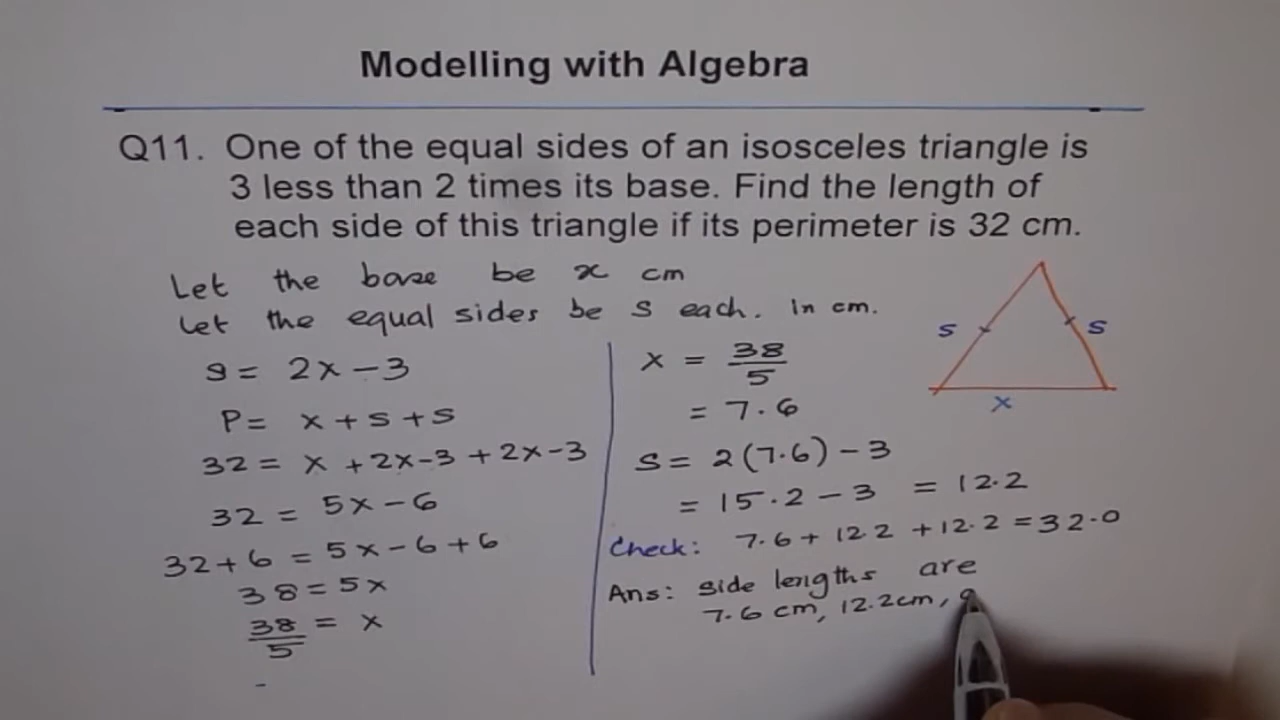 Modelling with Algebra
Q11. One of the equal sides of an isosceles triangle is
3 less than 2 times its base. Find the length of
each side of this triangle if its perimeter is 32 cm.
Let the base be x cm
Let the equal sides be s each. In cm.
s = 2x - 3
P = x + s + s
32 = x + 2x - 3 + 2x - 3
32 = 5x - 6
32 + 6 = 5x - 6 + 6
38 = 5x
38/5 = x
x = 38/5
= 7.6
s = 2(7.6) - 3
= 15.2 - 3 = 12.2
Check: 7.6 + 12.2 + 12.2 = 32.0
Ans: side lengths are
7.6 cm, 12.2cm,
s
s
x